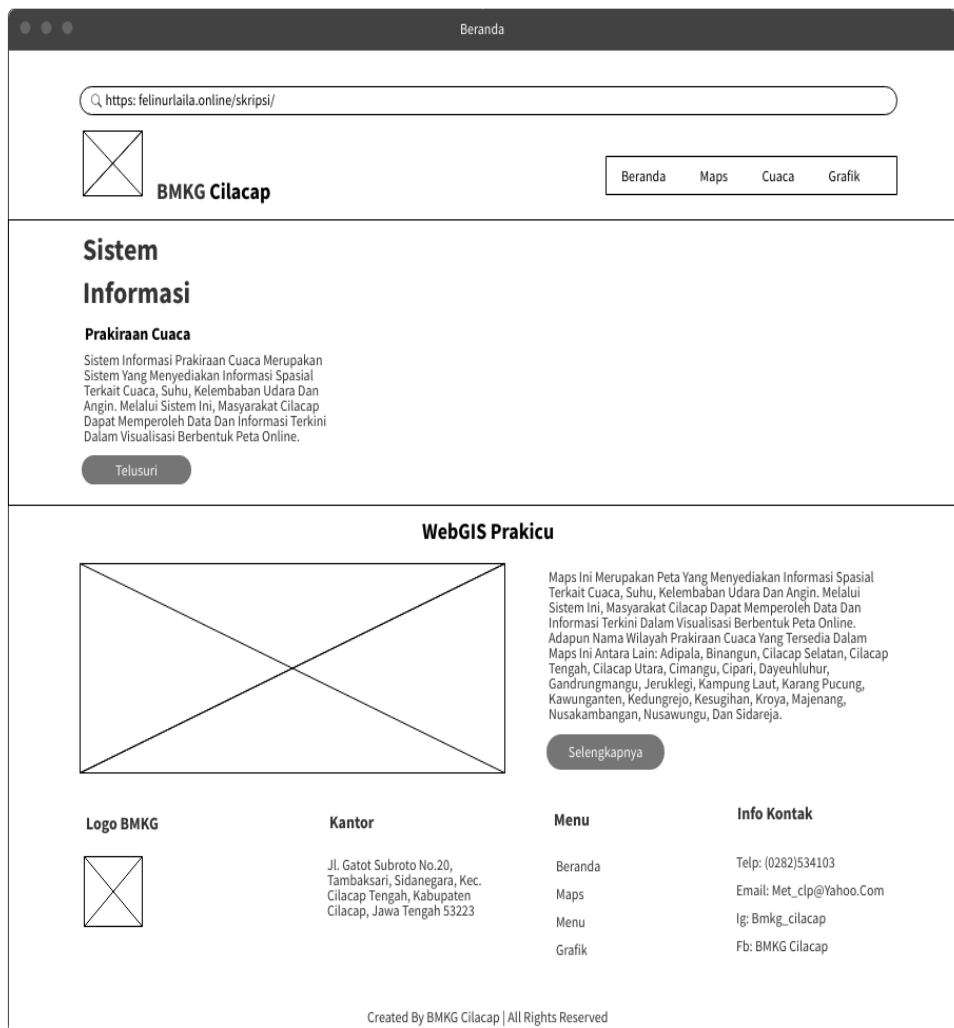 Beranda
https: felinurlaila.online/skripsi/
BMKG Cilacap
Beranda Maps Cuaca Grafik
Sistem
Informasi
Prakiraan Cuaca
Sistem Informasi Prakiraan Cuaca Merupakan
Sistem Yang Menyediakan Informasi Spasial
Terkait Cuaca, Suhu, Kelembaban Udara Dan
Angin. Melalui Sistem Ini, Masyarakat Cilacap
Dapat Memperoleh Data Dan Informasi Terkini
Dalam Visualisasi Berbentuk Peta Online.
Telusuri
WebGIS Prakicu
Maps Ini Merupakan Peta Yang Menyediakan Informasi Spasial
Terkait Cuaca, Suhu, Kelembaban Udara Dan Angin. Melalui
Sistem Ini, Masyarakat Cilacap Dapat Memperoleh Data Dan
Informasi Terkini Dalam Visualisasi Berbentuk Peta Online.
Adapun Nama Wilayah Prakiraan Cuaca Yang Tersedia Dalam
Maps Ini Antara Lain: Adipala, Binangun, Cilacap Selatan, Cilacap
Tengah, Cilacap Utara, Cimangu, Cipari, Dayeuhluhur,
Gandrungmangu, Jeruklegi, Kampung Laut, Karang Pucung,
Kawunganten, Kedungrejo, Kesugihan, Kroya, Majenang,
Nusakambangan, Nusawungu, Dan Sidareja.
Selengkapnya
Logo BMKG
Kantor
Jl. Gatot Subroto No.20,
Tambaksari, Sidanegara, Kec.
Cilacap Tengah, Kabupaten
Cilacap, Jawa Tengah 53223
Menu
Beranda
Maps
Menu
Grafik
Info Kontak
Telp: (0282)534103
Email: Met_clp@Yahoo.Com
Ig: Bmkg_cilacap
Fb: BMKG Cilacap
Created By BMKG Cilacap | All Rights Reserved